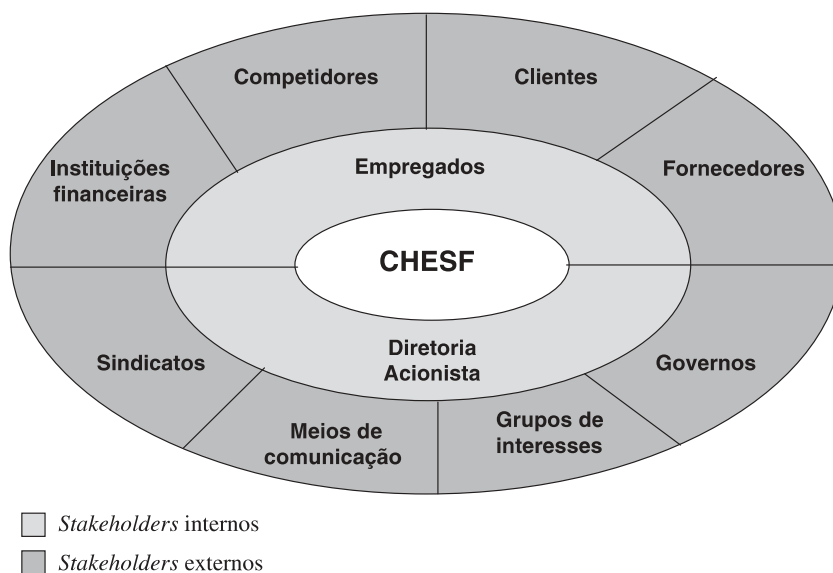 Competidores
Clientes
Instituições
financeiras
Empregados
Fornecedores
CHESF
Sindicatos
Diretoria
Acionista
Governos
Meios de
comunicação
Grupos de
interesses
Stakeholders internos
Stakeholders externos